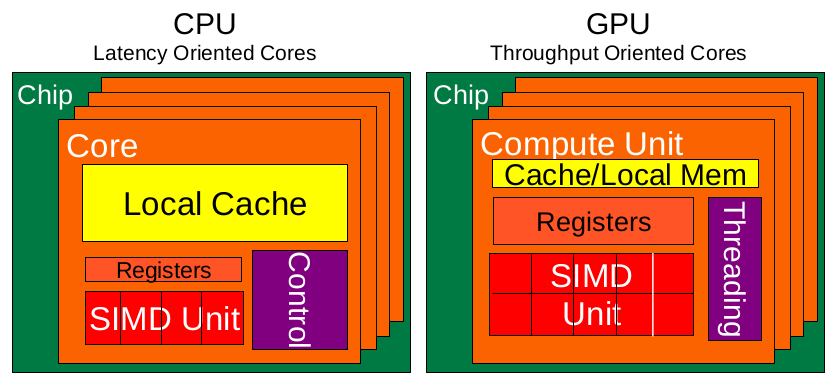 CPU
Latency Oriented Cores
Chip
Core
Local Cache
Registers
SIMD Unit
Control
GPU
Throughput Oriented Cores
Chip
Compute Unit
Cache/Local Mem
Registers
SIMD
Unit
Threading